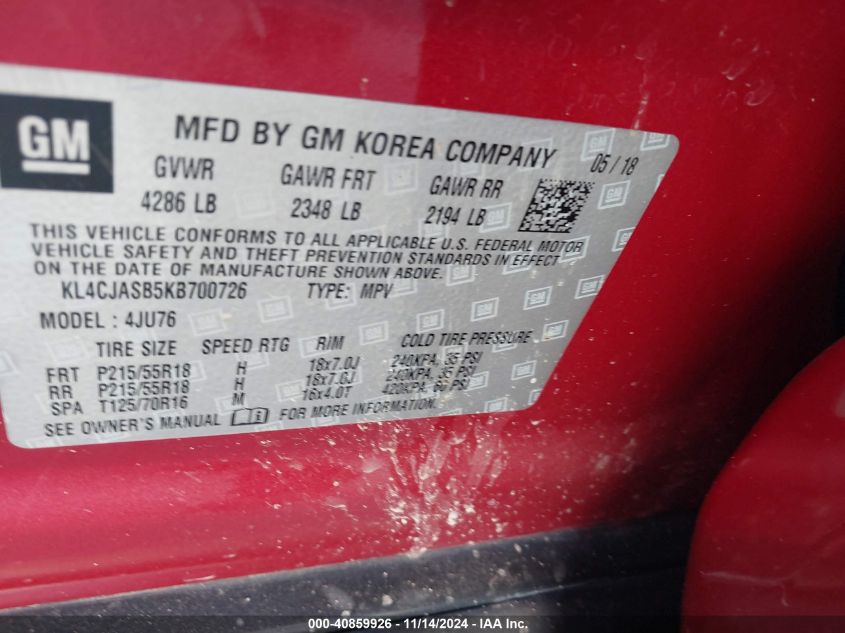 GM
MFD BY GM KOREA COMPANY 05/18
GVWR GAWR FRT GAWR RR
4286 LB 2348 LB 2194 LB
THIS VEHICLE CONFORMS TO ALL APPLICABLE U.S. FEDERAL MOTOR
VEHICLE SAFETY AND THEFT PREVENTION STANDARDS IN EFFECT
ON THE DATE OF MANUFACTURE SHOWN ABOVE.
KL4CJASB5KB700726 TYPE: MPV
MODEL: 4JU76
TIRE SIZE SPEED RTG RIM COLD TIRE PRESSURE
FRT P215/55R18 H 18x7.0J 240KPA, 35 PSI
RR P215/55R18 H 18x7.0J 240KPA, 35 PSI
SPA T125/70R16 M 16x4.0T 420KPA, 60 PSI
SEE OWNER'S MANUAL FOR MORE INFORMATION.
000-40859926 - 11/14/2024 - IAA Inc.